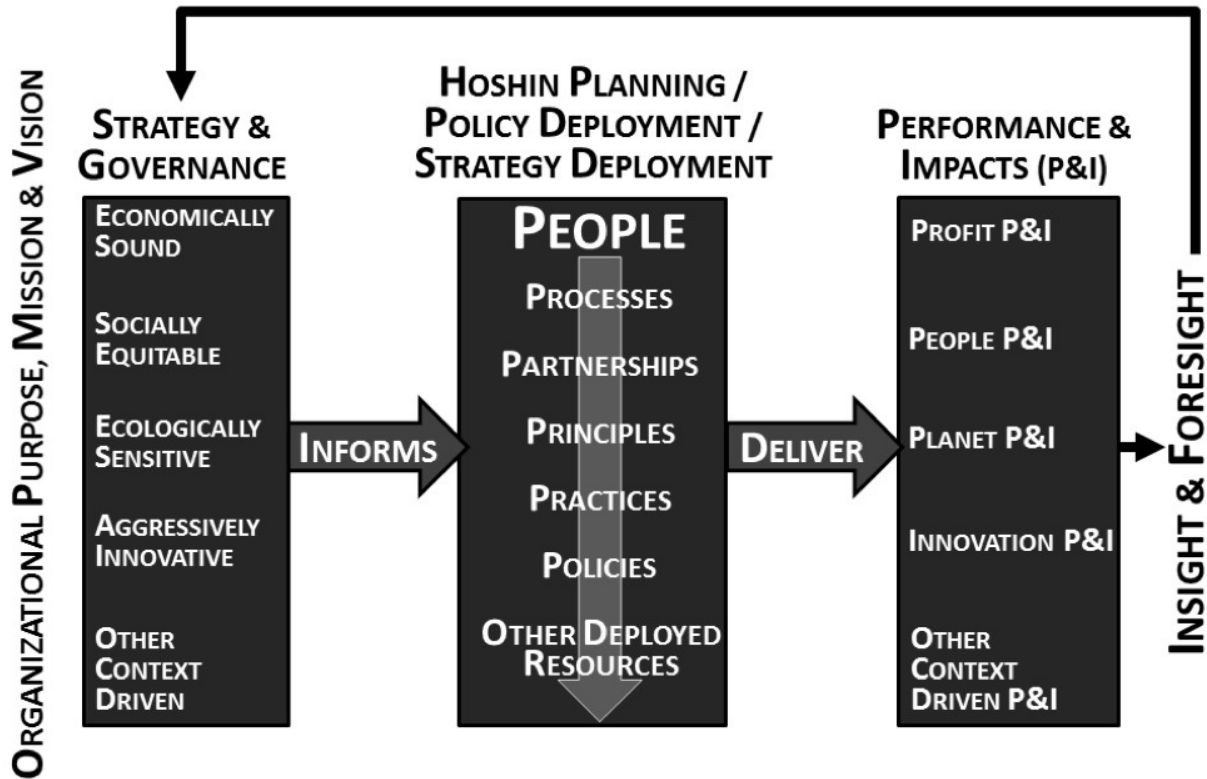 Organizational Purpose, Mission & Vision
Strategy &
Governance
Economically
Sound
Socially
Equitable
Ecologically
Sensitive
Aggressively
Innovative
Other
Context
Driven
Informs
Hoshin Planning /
Policy Deployment /
Strategy Deployment
People
Processes
Partnerships
Principles
Practices
Policies
Other Deployed
Resources
Deliver
Performance &
Impacts (P&I)
Profit P&I
People P&I
Planet P&I
Innovation P&I
Other
Context
Driven P&I
Insight & Foresight